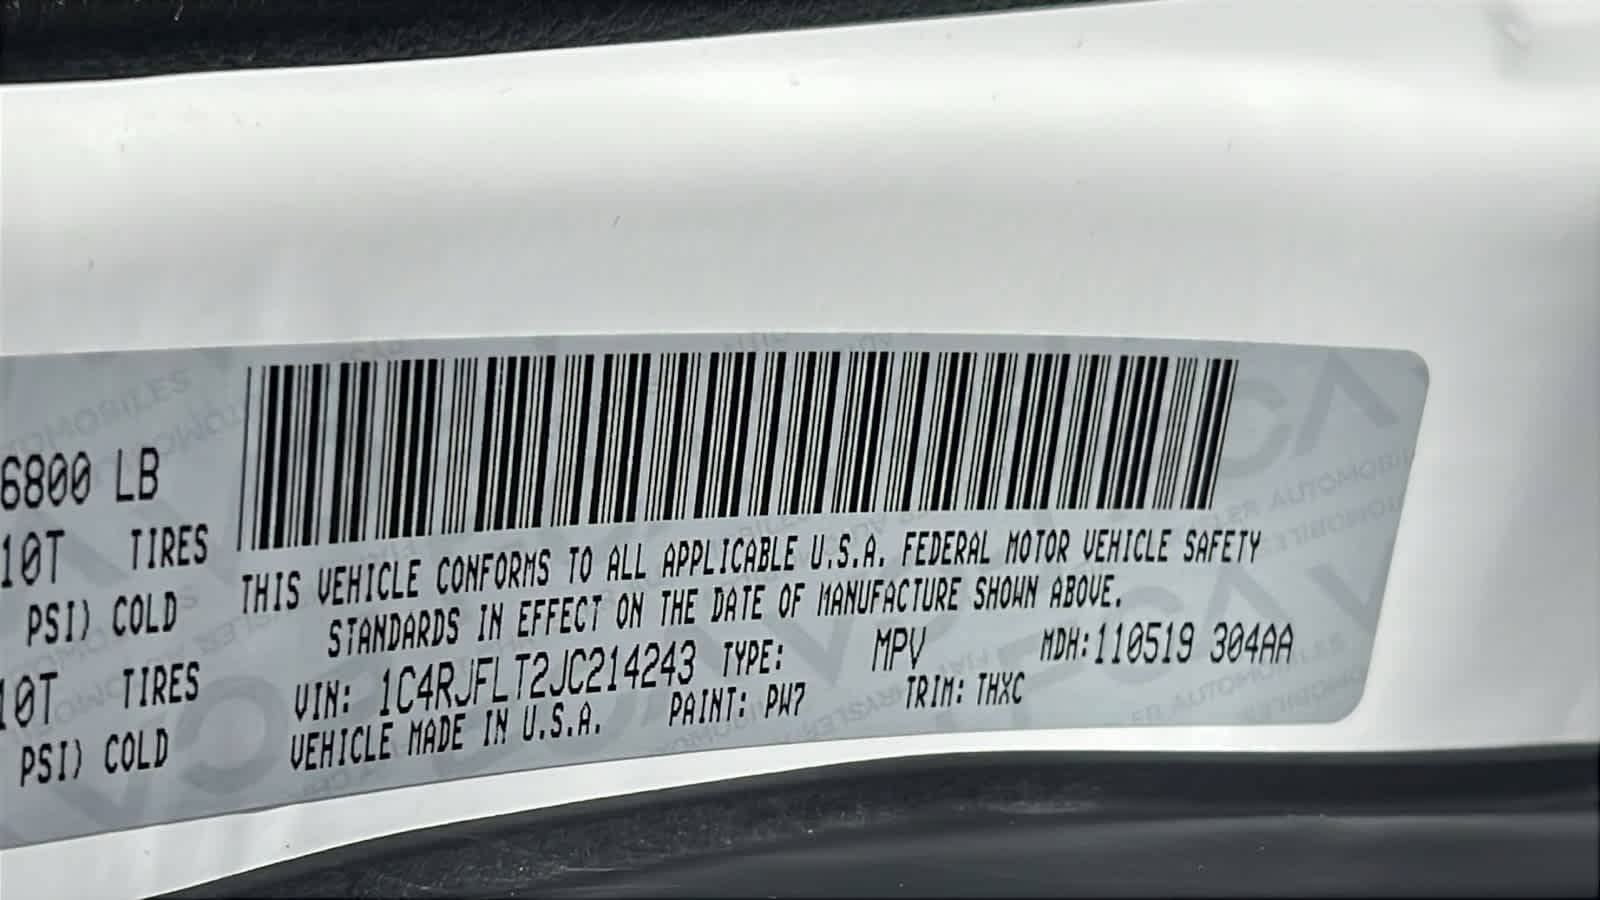 6800 LB
10T TIRES
PSI) COLD
10T TIRES
PSI) COLD
THIS VEHICLE CONFORMS TO ALL APPLICABLE U.S.A. FEDERAL MOTOR VEHICLE SAFETY
STANDARDS IN EFFECT ON THE DATE OF MANUFACTURE SHOWN ABOVE.
VIN: 1C4RJFLT2JC214243 TYPE: MPV MDH:110519 304AA
VEHICLE MADE IN U.S.A. PAINT: PW7 TRIM: THXC